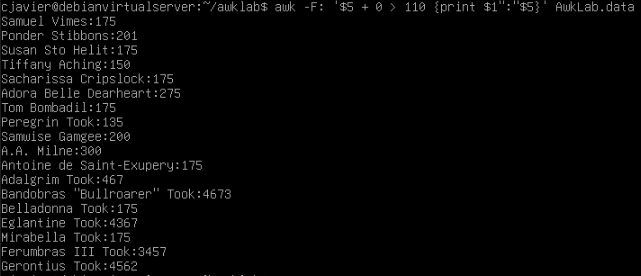 cjavier@debianvirtualserver:~/awklab$ awk -F: '$5 + 0 > 110 {print $1":"$5}' AwkLab.data
Samuel Vimes:175
Ponder Stibbons:201
Susan Sto Helit:175
Tiffany Aching:150
Sacharissa Cripslock:175
Adora Belle Dearheart:275
Tom Bombadil:175
Peregrin Took:135
Samwise Gamgee:200
A.A. Milne:300
Antoine de Saint-Exupery:175
Adalgrim Took:467
Bandobras "Bullroarer" Took:4673
Belladonna Took:175
Eglantine Took:4367
Mirabella Took:175
Ferumbras III Took:3457
Gerontius Took:4562